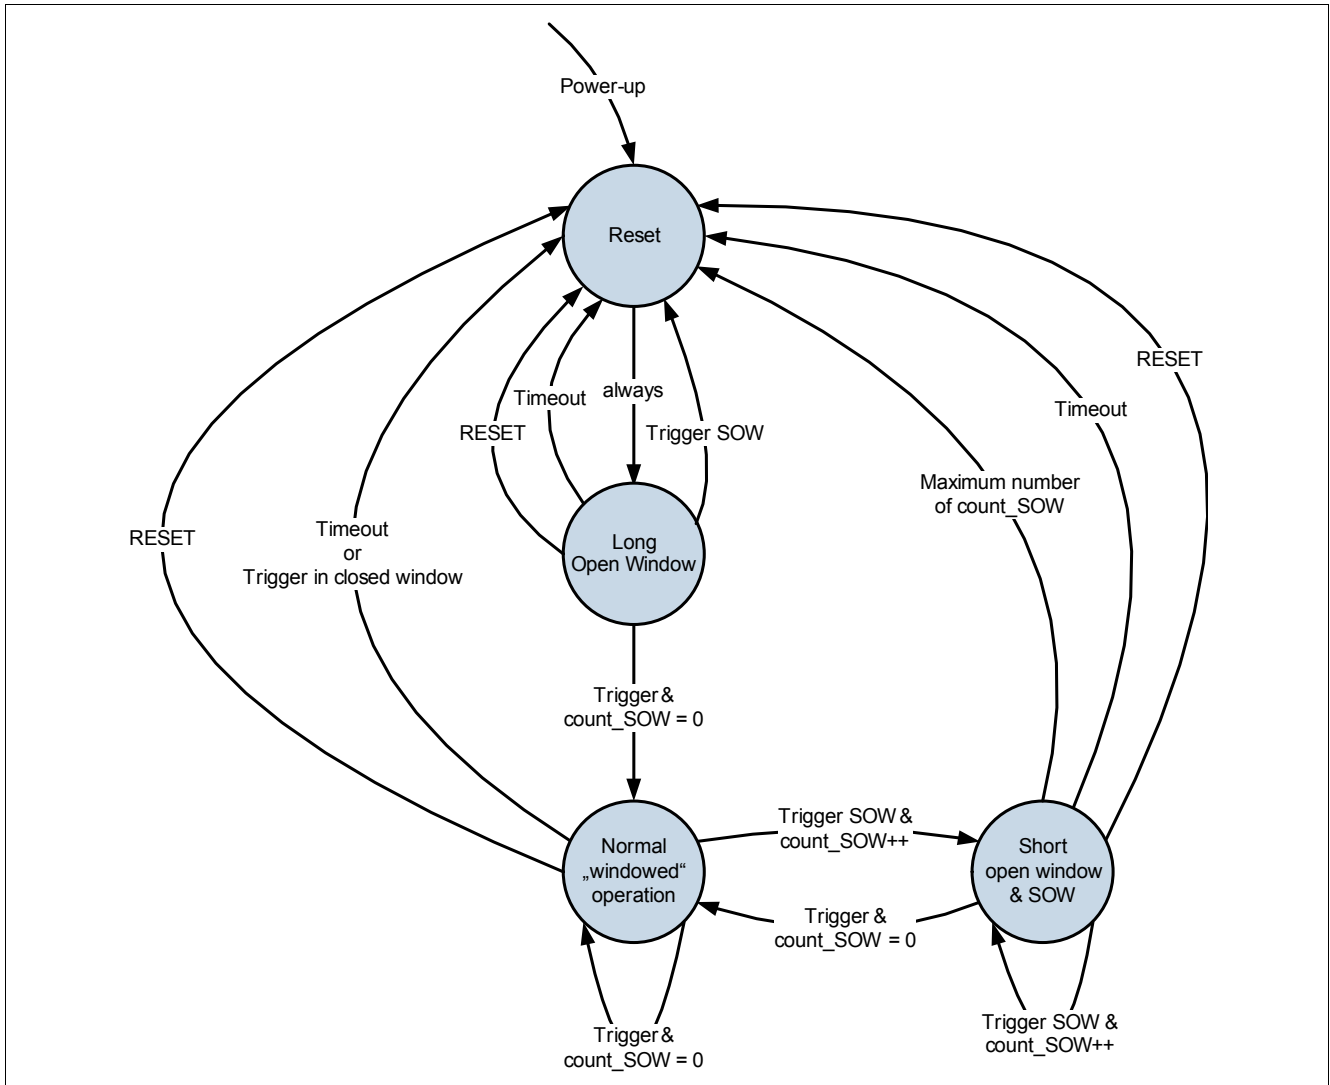 Power-up
Reset
RESET
Timeout
always
Timeout
RESET
Trigger SOW
Maximum number
of count_SOW
Timeout
or
Trigger in closed window
RESET
Long
Open Window
Trigger &
count_SOW = 0
Trigger SOW &
count_SOW++
Normal
„windowed“
operation
Short
open window
& SOW
Trigger &
count_SOW = 0
Trigger &
count_SOW = 0
Trigger SOW &
count_SOW++